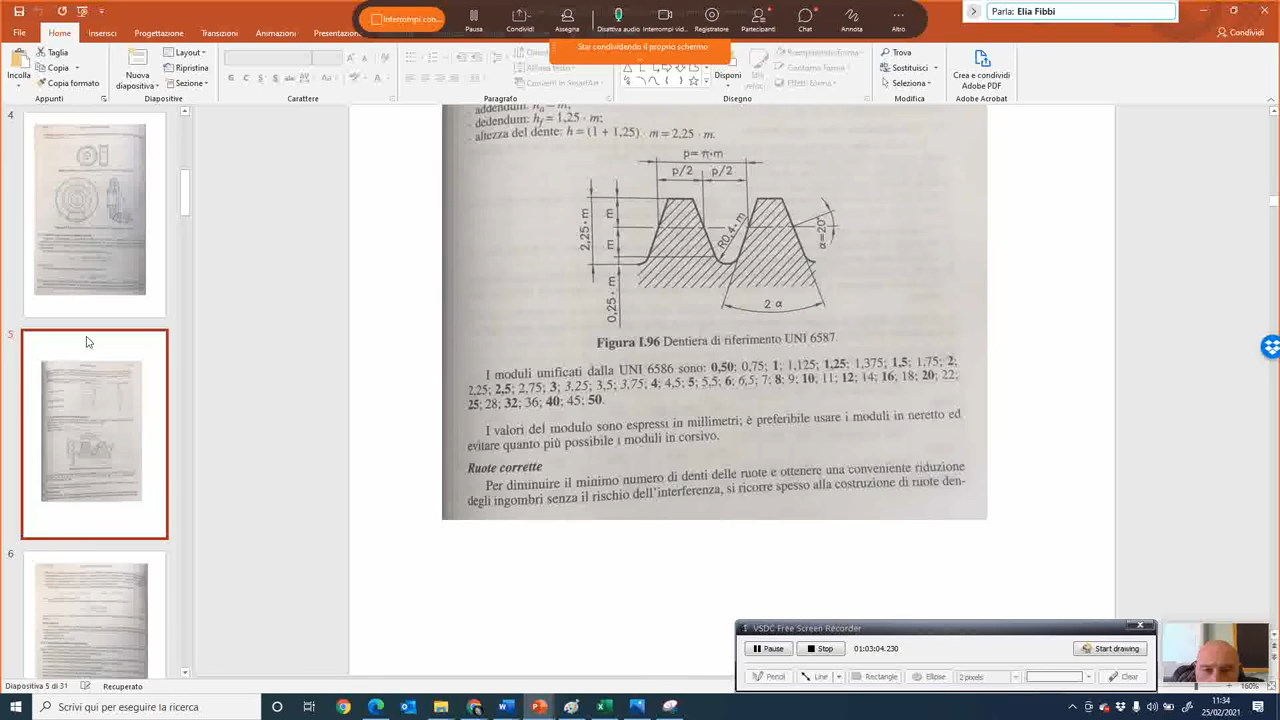 Interrompi con...
Pausa
Condividi
Assegna
Disattiva audio
Interrompi vid...
Registratore
Partecipanti
Chat
Annota
Altro
Parla: Elia Fibbi
Stai condividendo il proprio schermo
File
Home
Inserisci
Progettazione
Transizioni
Animazioni
Presentazione
Condividi
Incolla
Taglia
Copia
Copia formato
Appunti
Nuova
diapositiva
Layout
Ripristina
Sezione
Diapositive
Carattere
Paragrafo
Disponi
Disegno
Trova
Sostituisci
Seleziona
Modifica
Crea e condividi
Adobe PDF
Adobe Acrobat
4
5
6
addendum: ha = m;
- dedendum: hf = 1,25 · m;
- altezza del dente: h = (1 + 1,25) · m = 2,25 · m.
p= π·m
p/2 p/2
2,25 · m
m
m
0,25 · m
R0,4 · m
α=20°
2 α
Figura I.96 Dentiera di riferimento UNI 6587.
I moduli unificati dalla UNI 6586 sono: 0,50; 0,75; 1; 1,125; 1,25; 1,375; 1,5; 1,75; 2;
2,25; 2,5; 2,75; 3; 3,25; 3,5; 3,75; 4; 4,5; 5; 5,5; 6; 6,5; 7; 8; 9; 10; 11; 12; 14; 16; 18; 20; 22;
25; 28; 32; 36; 40; 45; 50.
I valori del modulo sono espressi in millimetri; e preferibile usare i moduli in neretto ed
evitare quanto più possibile i moduli in corsivo.
Ruote corrette
Per diminuire il minimo numero di denti delle ruote e ottenere una conveniente riduzione
degli ingombri senza il rischio dell'interferenza, si ricorre spesso alla costruzione di ruote den-
VSDC Free Screen Recorder
Pause
Stop
01:03:04.230
Start drawing
Pencil
Line
Rectangle
Ellipse
2 pixels
Clear
Diapositiva 5 di 31
Recuperato
160%
Scrivi qui per eseguire la ricerca
11:34
25/02/2021